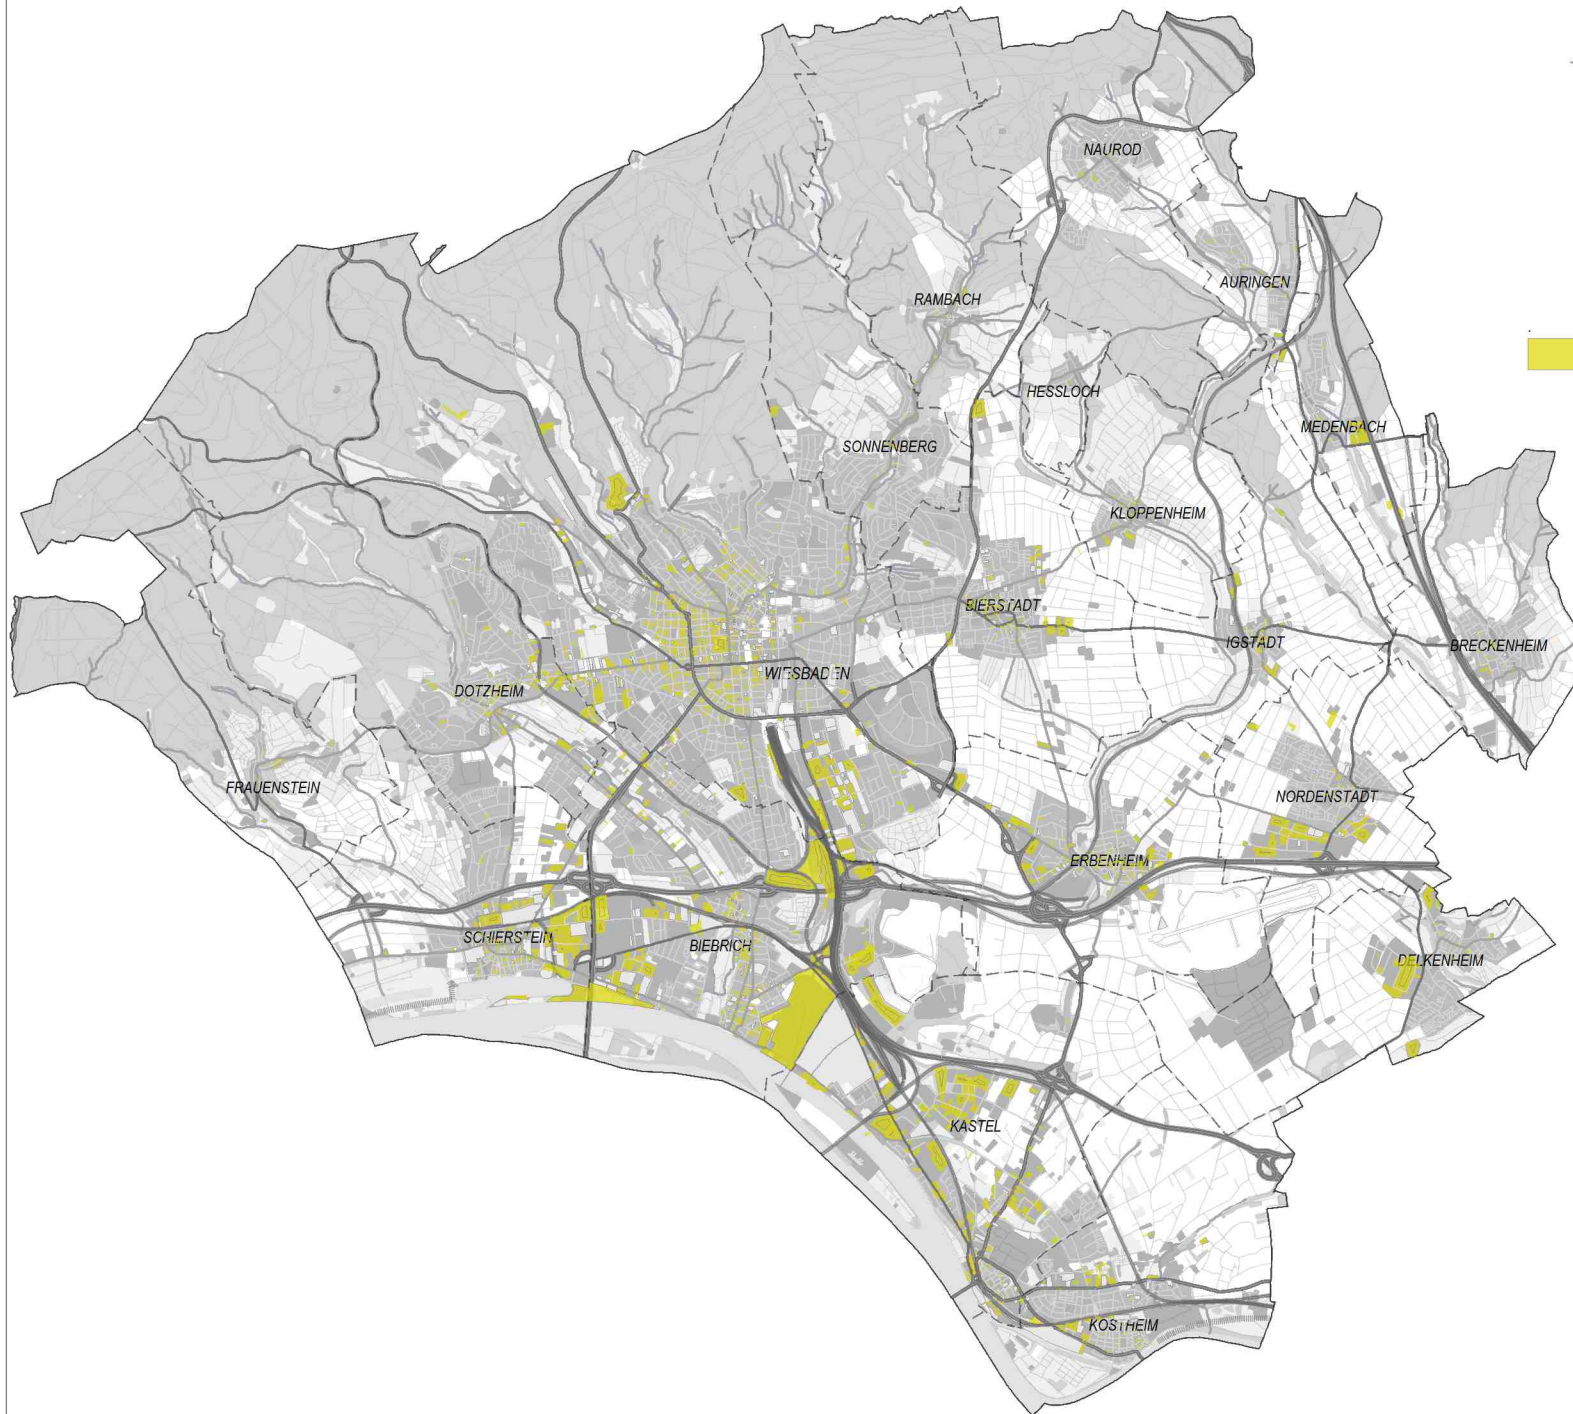 NAUROD
AURINGEN
RAMBACH
HESSLOCH
MEDENBACH
SONNENBERG
KLOPPENHEIM
BIERSTADT
IGSTADT
BRECKENHEIM
WIESBADEN
DOTZHEIM
FRAUENSTEIN
NORDENSTADT
ERBENHEIM
SCHIERSTEIN
BIEBRICH
DELKENHEIM
KASTEL
KOSTHEIM